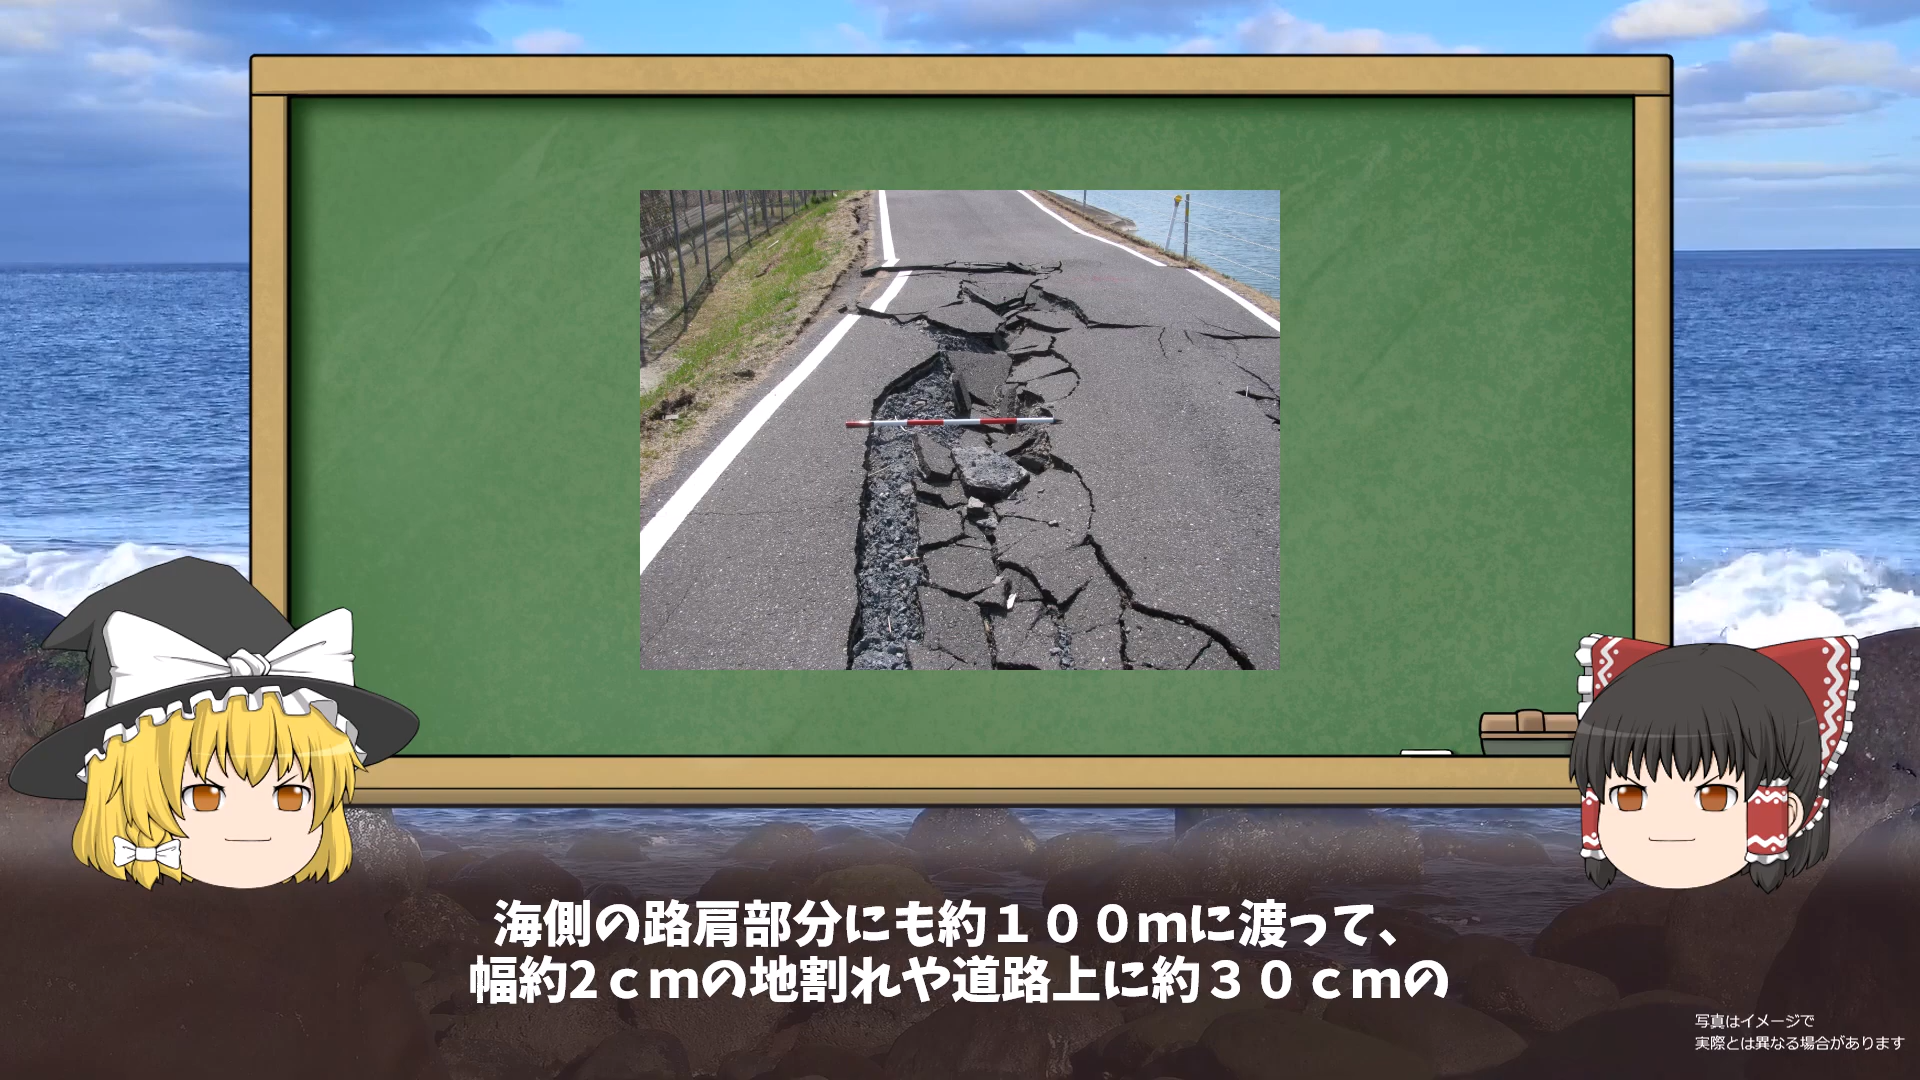 海側の路肩部分にも約１００ｍに渡って、
幅約2ｃｍの地割れや道路上に約３０ｃｍの
写真はイメージで
実際とは異なる場合があります